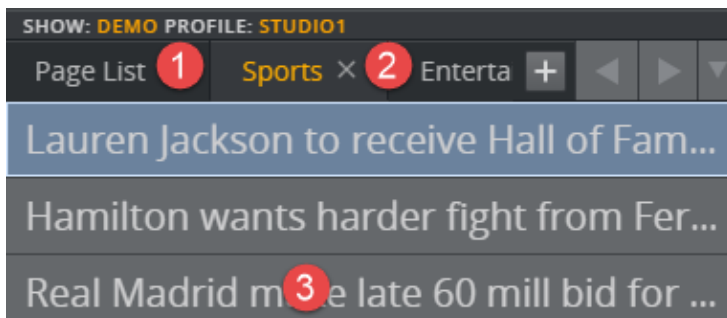 SHOW: DEMO PROFILE: STUDIO1
Page List 1 Sports × 2 Enterta +
Lauren Jackson to receive Hall of Fam...
Hamilton wants harder fight from Fer...
Real Madrid m 3 e late 60 mill bid for ...